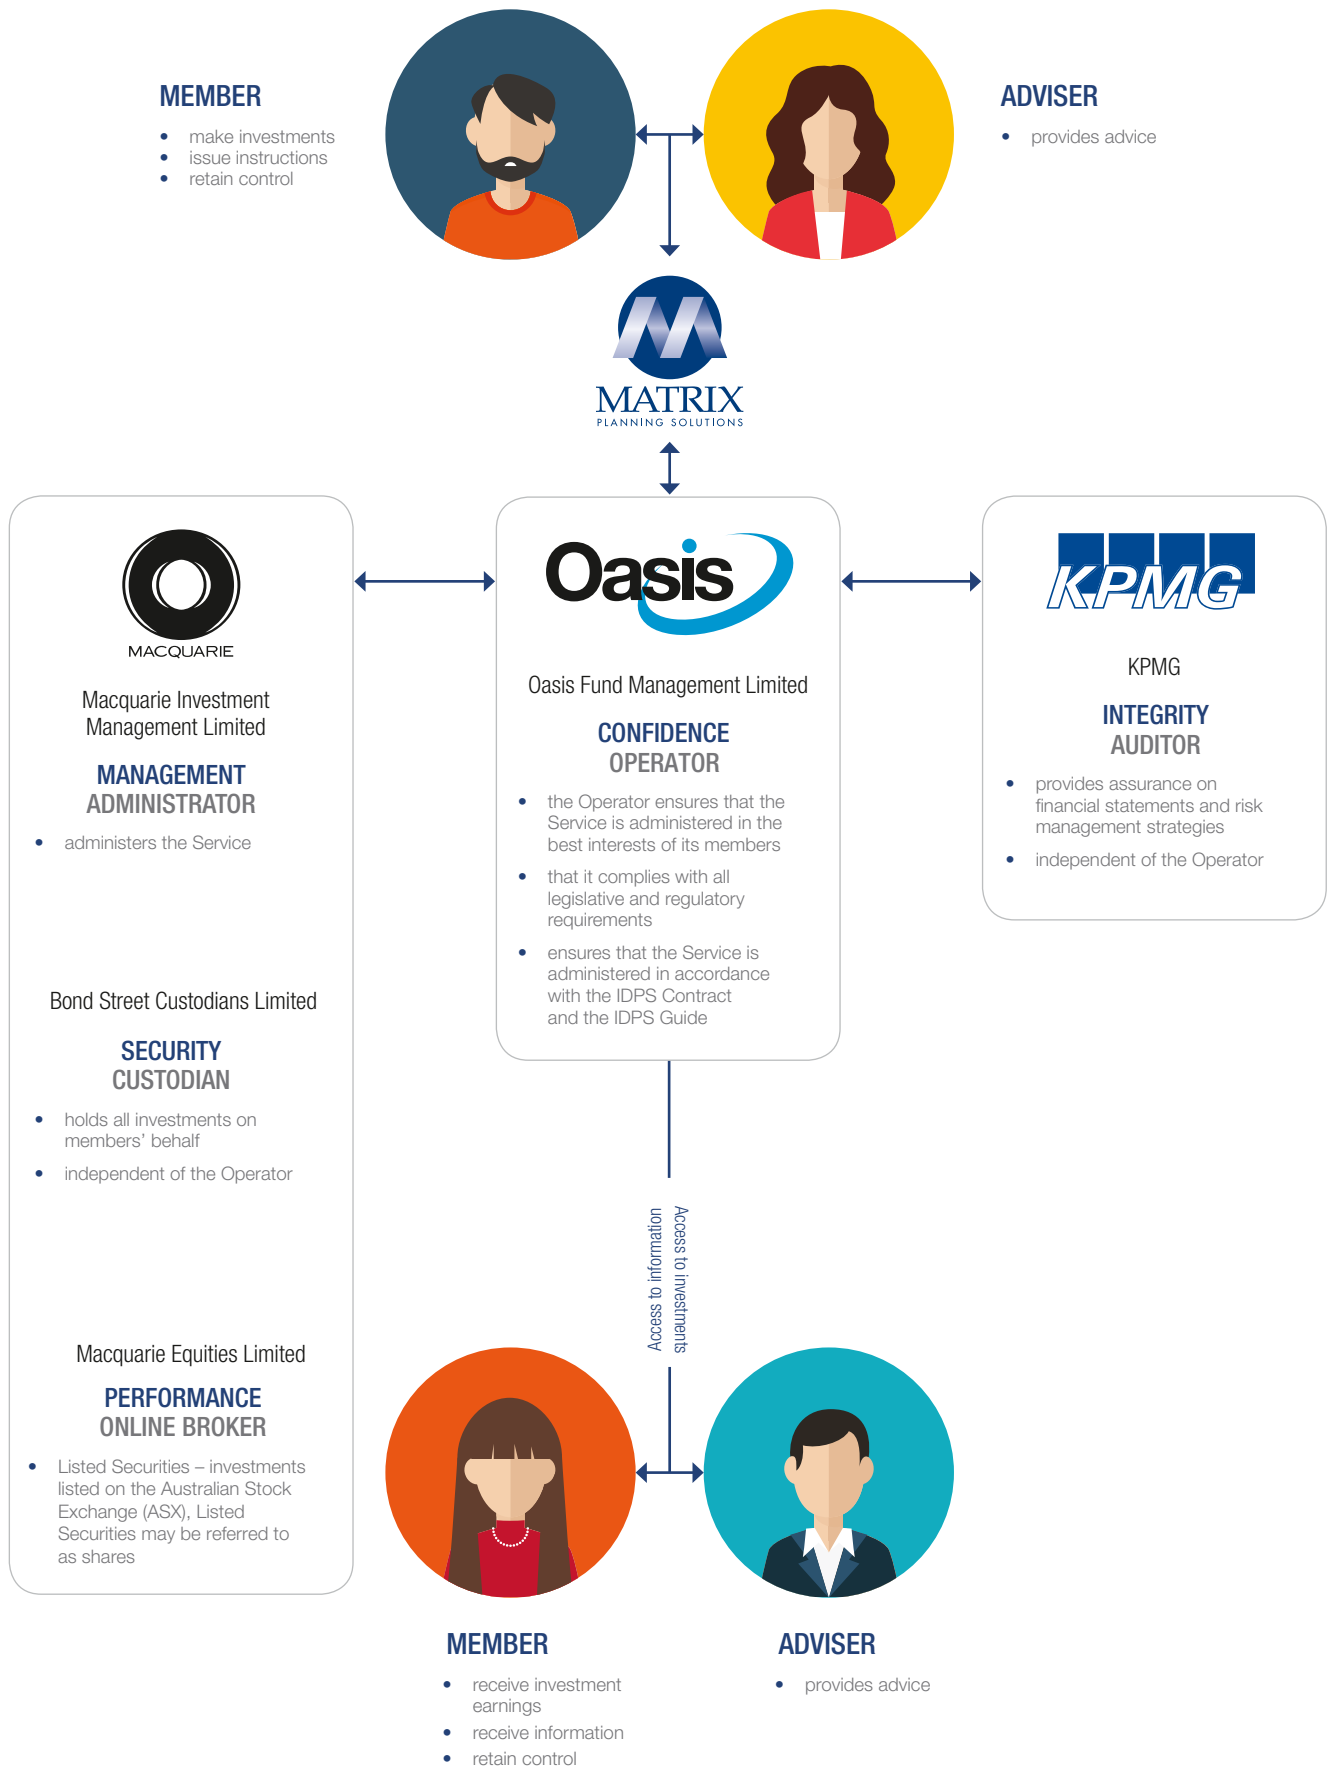 MEMBER
• make investments
• issue instructions
• retain control
ADVISER
• provides advice
MATRIX
PLANNING SOLUTIONS
MACQUARIE
Macquarie Investment
Management Limited
MANAGEMENT
ADMINISTRATOR
• administers the Service
Bond Street Custodians Limited
SECURITY
CUSTODIAN
• holds all investments on
members’ behalf
• independent of the Operator
Macquarie Equities Limited
PERFORMANCE
ONLINE BROKER
• Listed Securities – investments
listed on the Australian Stock
Exchange (ASX), Listed
Securities may be referred to
as shares
Oasis
Oasis Fund Management Limited
CONFIDENCE
OPERATOR
• the Operator ensures that the
Service is administered in the
best interests of its members
• that it complies with all
legislative and regulatory
requirements
• ensures that the Service is
administered in accordance
with the IDPS Contract
and the IDPS Guide
KPMG
KPMG
INTEGRITY
AUDITOR
• provides assurance on
financial statements and risk
management strategies
• independent of the Operator
Access to information
Access to investments
MEMBER
• receive investment
earnings
• receive information
• retain control
ADVISER
• provides advice